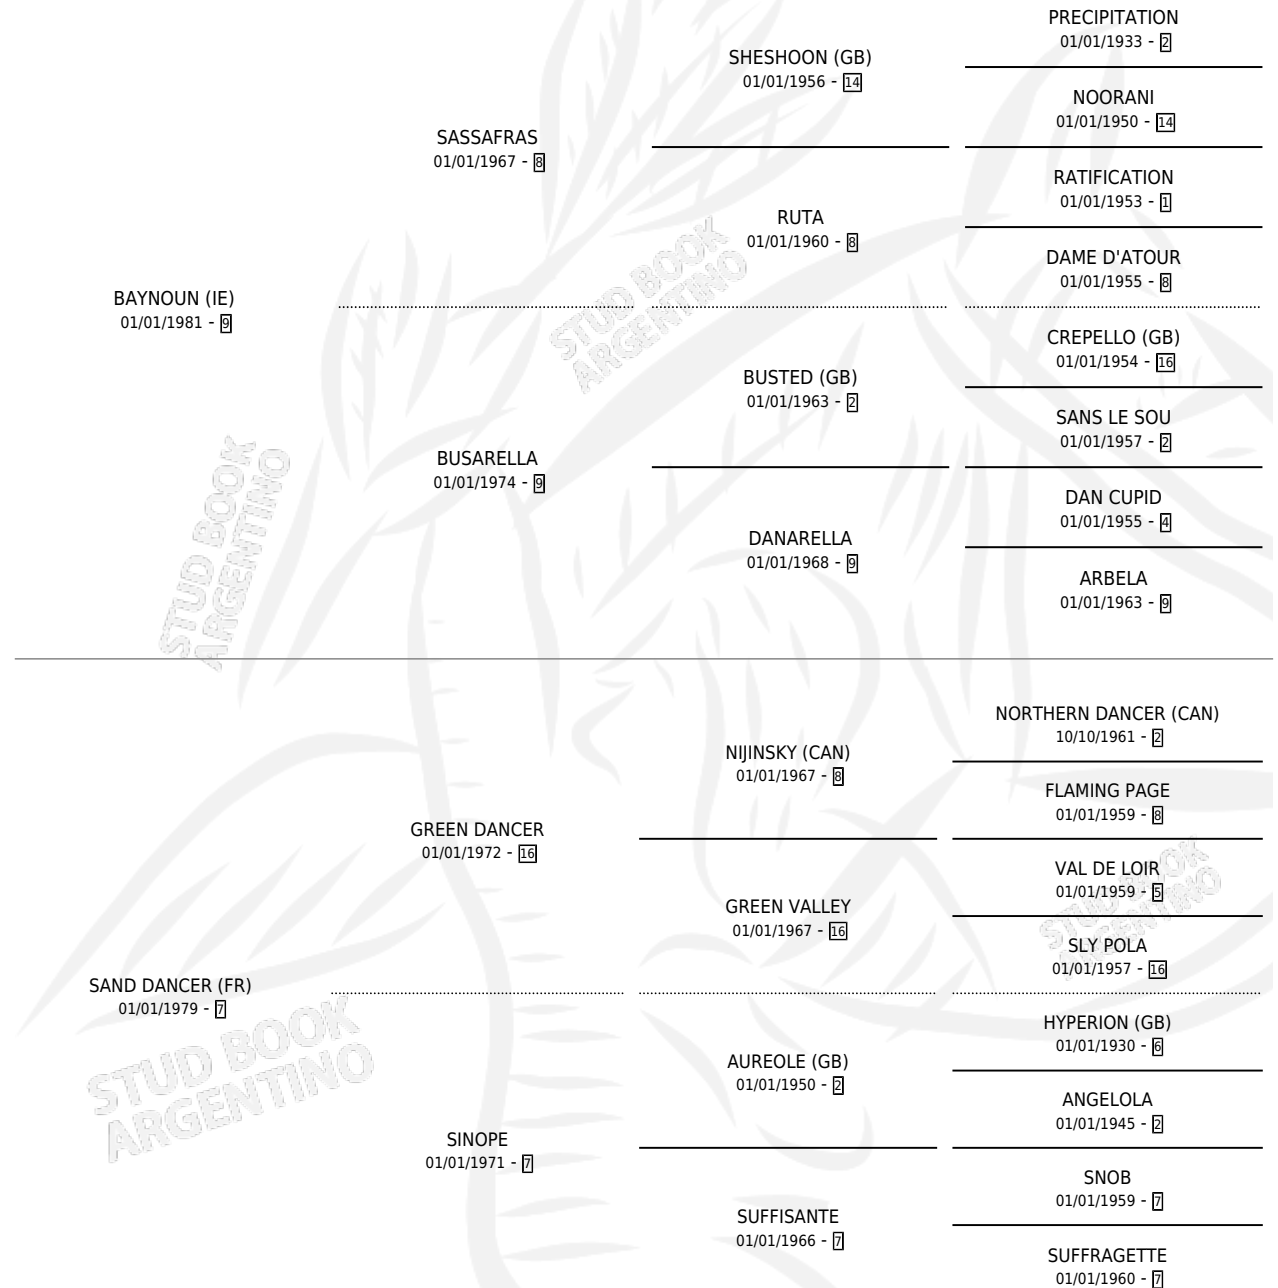 PRECIPITATION
01/01/1933 - 2
SHESHOON (GB)
01/01/1956 - 14
NOORANI
01/01/1950 - 14
SASSAFRAS
01/01/1967 - 8
RATIFICATION
01/01/1953 - 1
RUTA
01/01/1960 - 8
DAME D'ATOUR
01/01/1955 - 8
BAYNOUN (IE)
01/01/1981 - 9
CREPELLO (GB)
01/01/1954 - 16
BUSTED (GB)
01/01/1963 - 2
SANS LE SOU
01/01/1957 - 2
BUSARELLA
01/01/1974 - 9
DAN CUPID
01/01/1955 - 4
DANARELLA
01/01/1968 - 9
ARBELA
01/01/1963 - 9
STUD BOOK
ARGENTINO
STUD BOOK
ARGENTINO
NORTHERN DANCER (CAN)
10/10/1961 - 2
NIJINSKY (CAN)
01/01/1967 - 8
FLAMING PAGE
01/01/1959 - 8
GREEN DANCER
01/01/1972 - 16
VAL DE LOIR
01/01/1959 - 5
GREEN VALLEY
01/01/1967 - 16
SLY POLA
01/01/1957 - 16
SAND DANCER (FR)
01/01/1979 - 7
HYPERION (GB)
01/01/1930 - 6
AUREOLE (GB)
01/01/1950 - 2
ANGELOLA
01/01/1945 - 2
SINOPE
01/01/1971 - 7
SNOB
01/01/1959 - 7
SUFFISANTE
01/01/1966 - 7
SUFFRAGETTE
01/01/1960 - 7
STUD BOOK
ARGENTINO
STUD BOOK
ARGENTINO